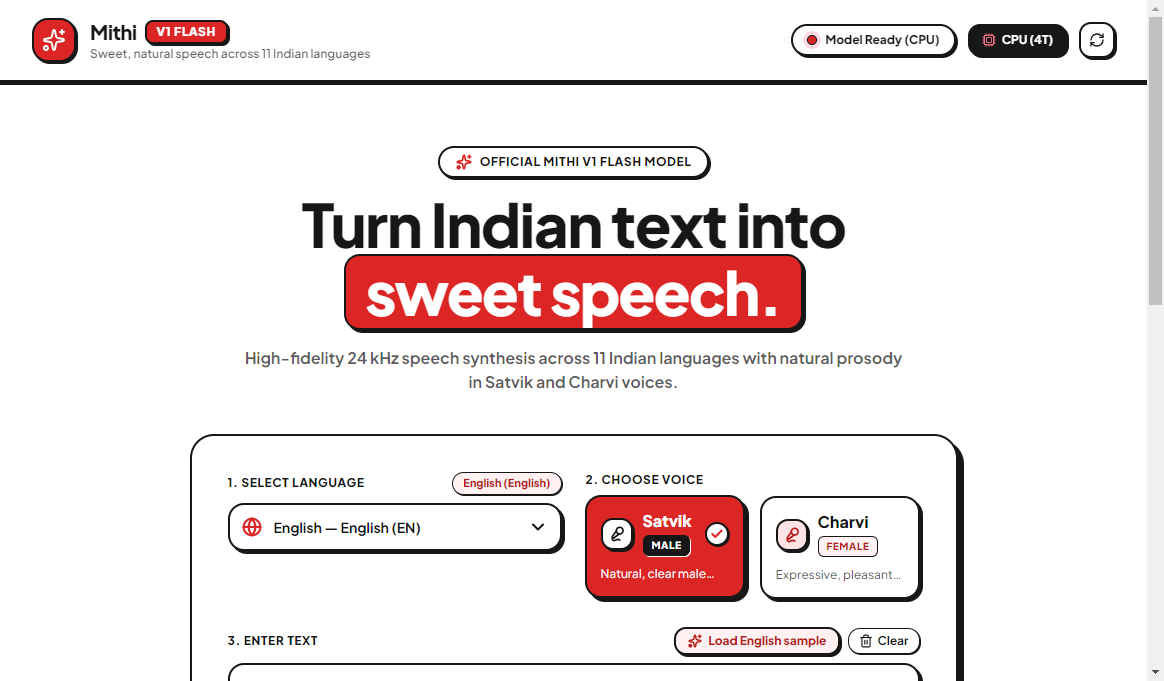 Mithi
V1 FLASH
Sweet, natural speech across 11 Indian languages
Model Ready (CPU)
CPU (4T)
OFFICIAL MITHI V1 FLASH MODEL
Turn Indian text into
sweet speech.
High-fidelity 24 kHz speech synthesis across 11 Indian languages with natural prosody
in Satvik and Charvi voices.
1. SELECT LANGUAGE
English (English)
English — English (EN)
2. CHOOSE VOICE
Satvik
MALE
Natural, clear male...
Charvi
FEMALE
Expressive, pleasant...
3. ENTER TEXT
Load English sample
Clear